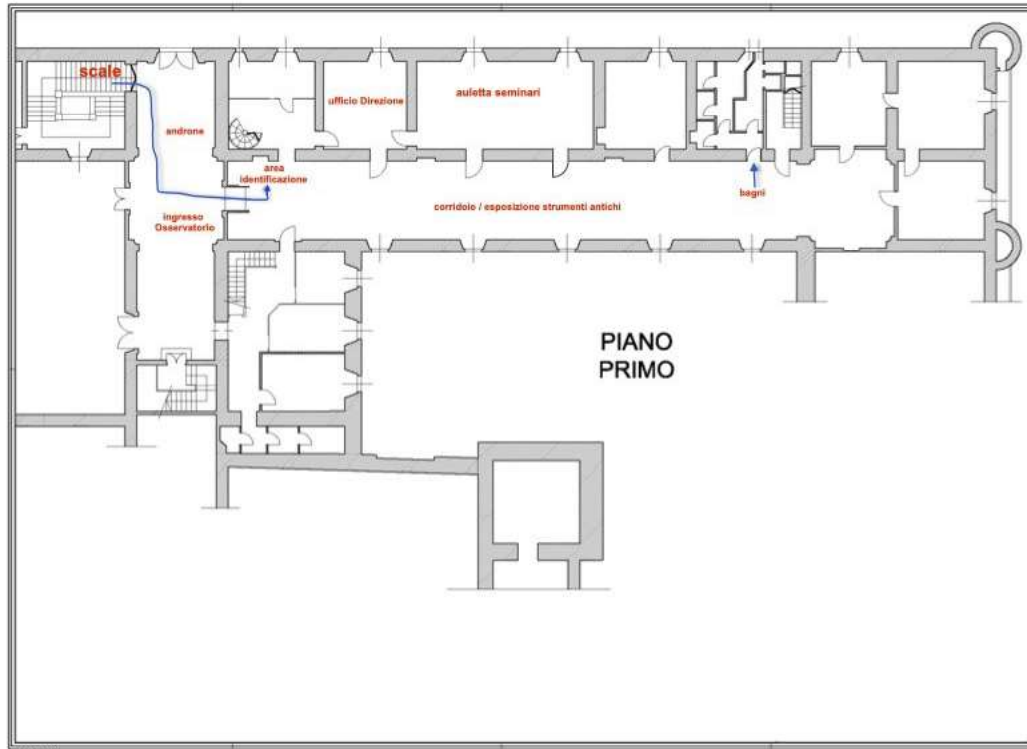 scale
ufficio Direzione
auletta seminari
androne
area
identificazione
bagni
corridoio / esposizione strumenti antichi
ingresso
Osservatorio
PIANO
PRIMO